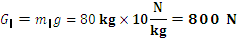 G₁ = m₁g = 80 kg × 10 N/kg = 800 N